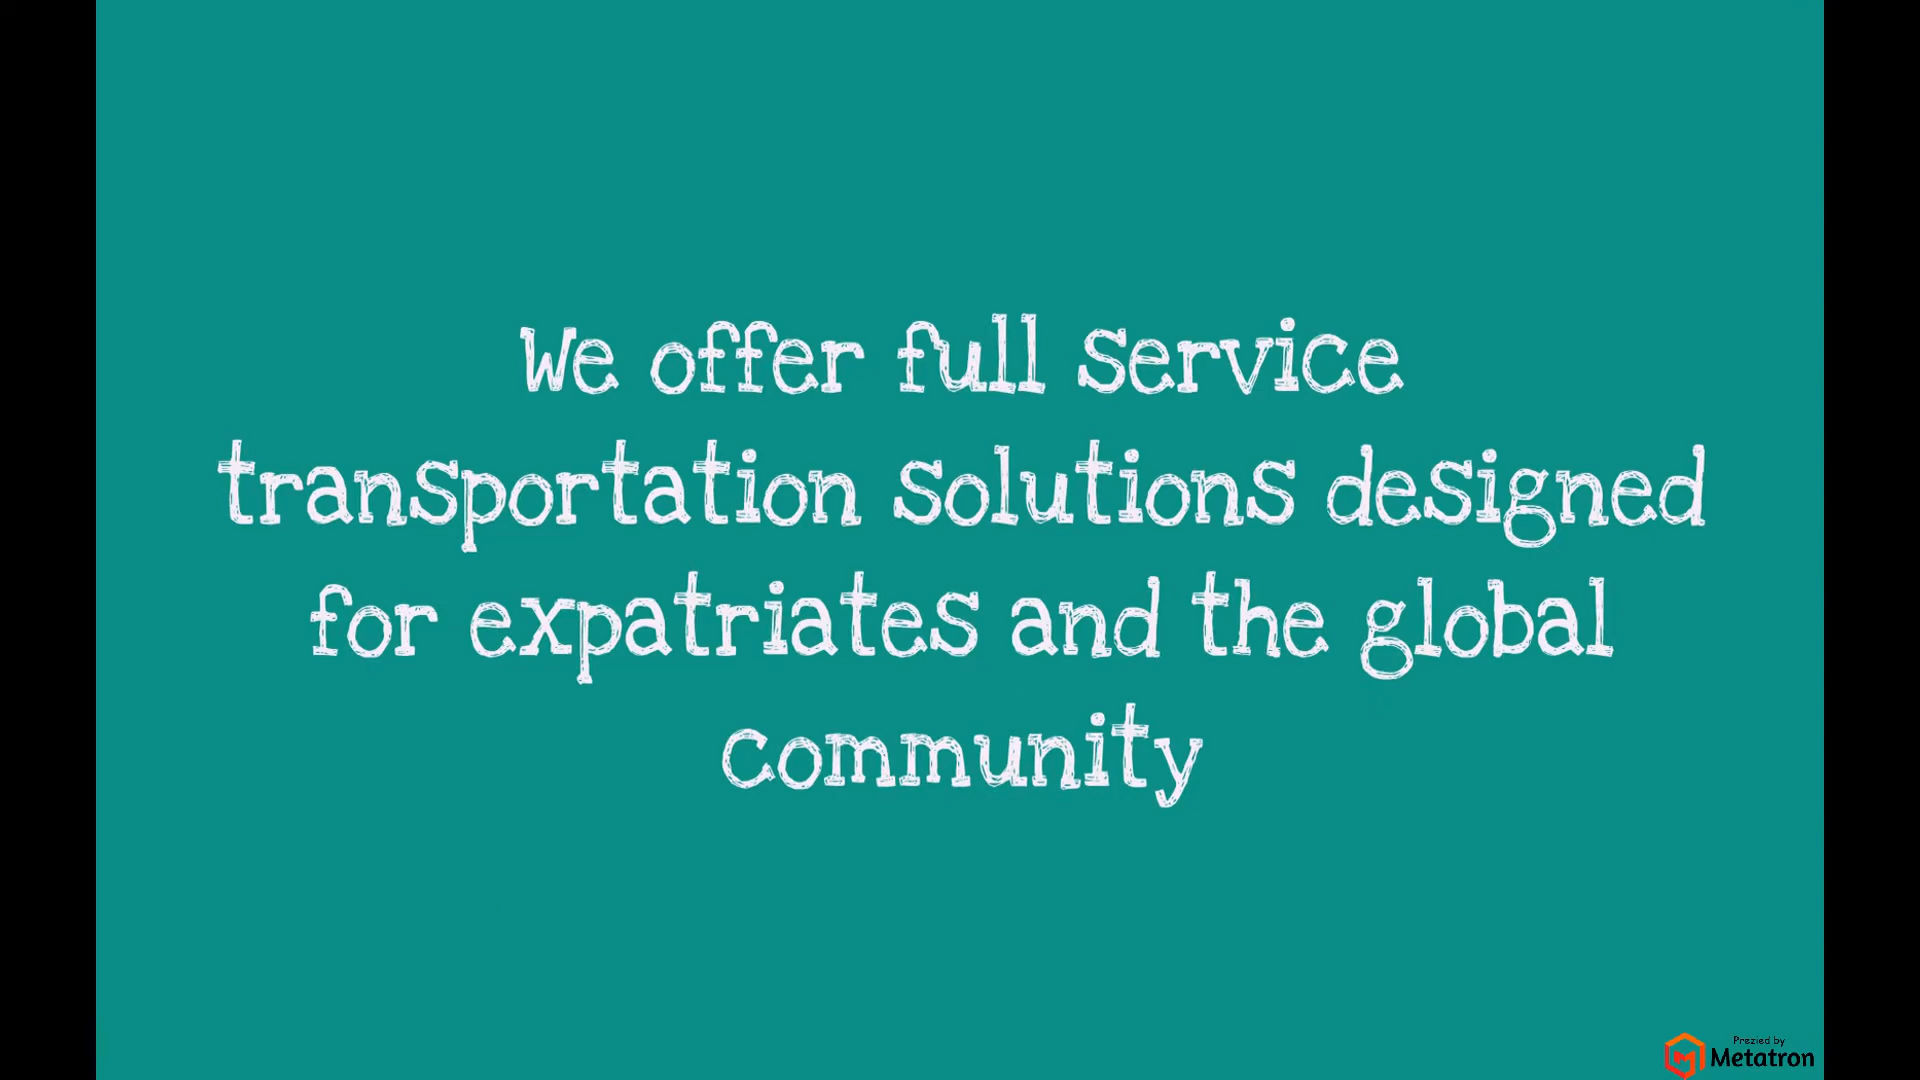 We offer full service
transportation solutions designed
for expatriates and the global
community
Prezied by
Metatron